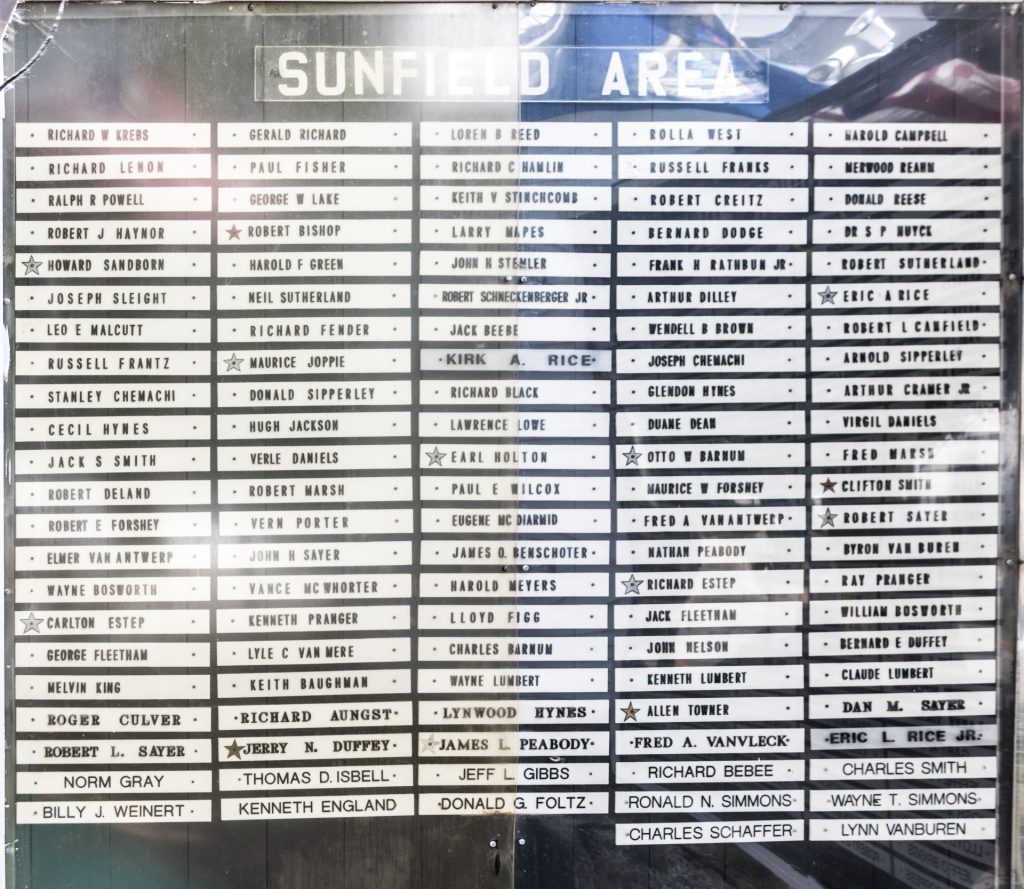 SUNFIELD AREA
RICHARD W KREBS
RICHARD LENON
RALPH R POWELL
ROBERT J HAYNOR
HOWARD SANDBORN
JOSEPH SLEIGHT
LEO E MALCUTT
RUSSELL FRANTZ
STANLEY CHEMACHI
CECIL HYNES
JACK S SMITH
ROBERT DELAND
ROBERT E FORSHEY
ELMER VAN ANTWERP
WAYNE BOSWORTH
CARLTON ESTEP
GEORGE FLEETHAM
MELVIN KING
ROGER CULVER
ROBERT L. SAYER
NORM GRAY
BILLY J. WEINERT
GERALD RICHARD
PAUL FISHER
GEORGE W LAKE
ROBERT BISHOP
HAROLD F GREEN
NEIL SUTHERLAND
RICHARD FENDER
MAURICE JOPPIE
DONALD SIPPERLEY
HUGH JACKSON
VERLE DANIELS
ROBERT MARSH
VERN PORTER
JOHN H SAYER
VANCE MCWHORTER
KENNETH PRANGER
LYLE C VAN MERE
KEITH BAUGHMAN
RICHARD AUNGST
JERRY N. DUFFEY
THOMAS D. ISBELL
KENNETH ENGLAND
LOREN B REED
RICHARD C HAMLIN
KEITH V STINCHCOMB
LARRY MAPES
JOHN H STEMLER
ROBERT SCHNECKENBERGER JR
JACK BEEBE
KIRK A. RICE
RICHARD BLACK
LAWRENCE LOWE
EARL HOLTON
PAUL E WILCOX
EUGENE MC DIARMID
JAMES O. BENSCHOTER
HAROLD MEYERS
LLOYD FIGG
CHARLES BARNUM
WAYNE LUMBERT
LYNWOOD HYNES
JAMES L. PEABODY
JEFF L. GIBBS
DONALD G. FOLTZ
ROLLA WEST
RUSSELL FRANKS
ROBERT CREITZ
BERNARD DODGE
FRANK H RATHBUN JR
ARTHUR DILLEY
WENDELL B BROWN
JOSEPH CHEMACHI
GLENDON HYNES
DUANE DEAN
OTTO W BARNUM
MAURICE W FORSHEY
FRED A VANANTWERP
NATHAN PEABODY
RICHARD ESTEP
JACK FLEETHAM
JOHN NELSON
KENNETH LUMBERT
ALLEN TOWNER
FRED A. VANVLECK
RICHARD BEBEE
RONALD N. SIMMONS
CHARLES SCHAFFER
HAROLD CAMPBELL
MERWOOD REAHM
DONALD REESE
DR S P HUYCK
ROBERT SUTHERLAND
ERIC A RICE
ROBERT L CANFIELD
ARNOLD SIPPERLEY
ARTHUR CRAMER JR
VIRGIL DANIELS
FRED MARSH
CLIFTON SMITH
ROBERT SAYER
BYRON VAN BUREN
RAY PRANGER
WILLIAM BOSWORTH
BERNARD E DUFFEY
CLAUDE LUMBERT
DAN M. SAYER
ERIC L. RICE JR.
CHARLES SMITH
WAYNE T. SIMMONS
LYNN VANBUREN